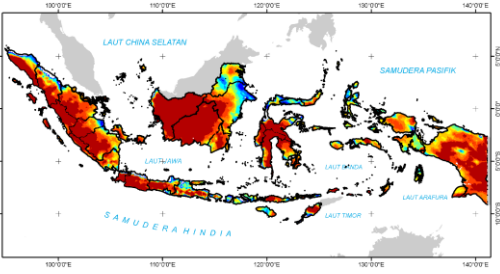 100°0'0"E 110°0'0"E 120°0'0"E 130°0'0"E 140°0'0"E
LAUT CHINA SELATAN
SAMUDERA PASIFIK
LAUT JAWA
LAUT BANDA
LAUT ARAFURA
LAUT TIMOR
SAMUDERA HINDIA
100°0'0"E 110°0'0"E 120°0'0"E 130°0'0"E 140°0'0"E